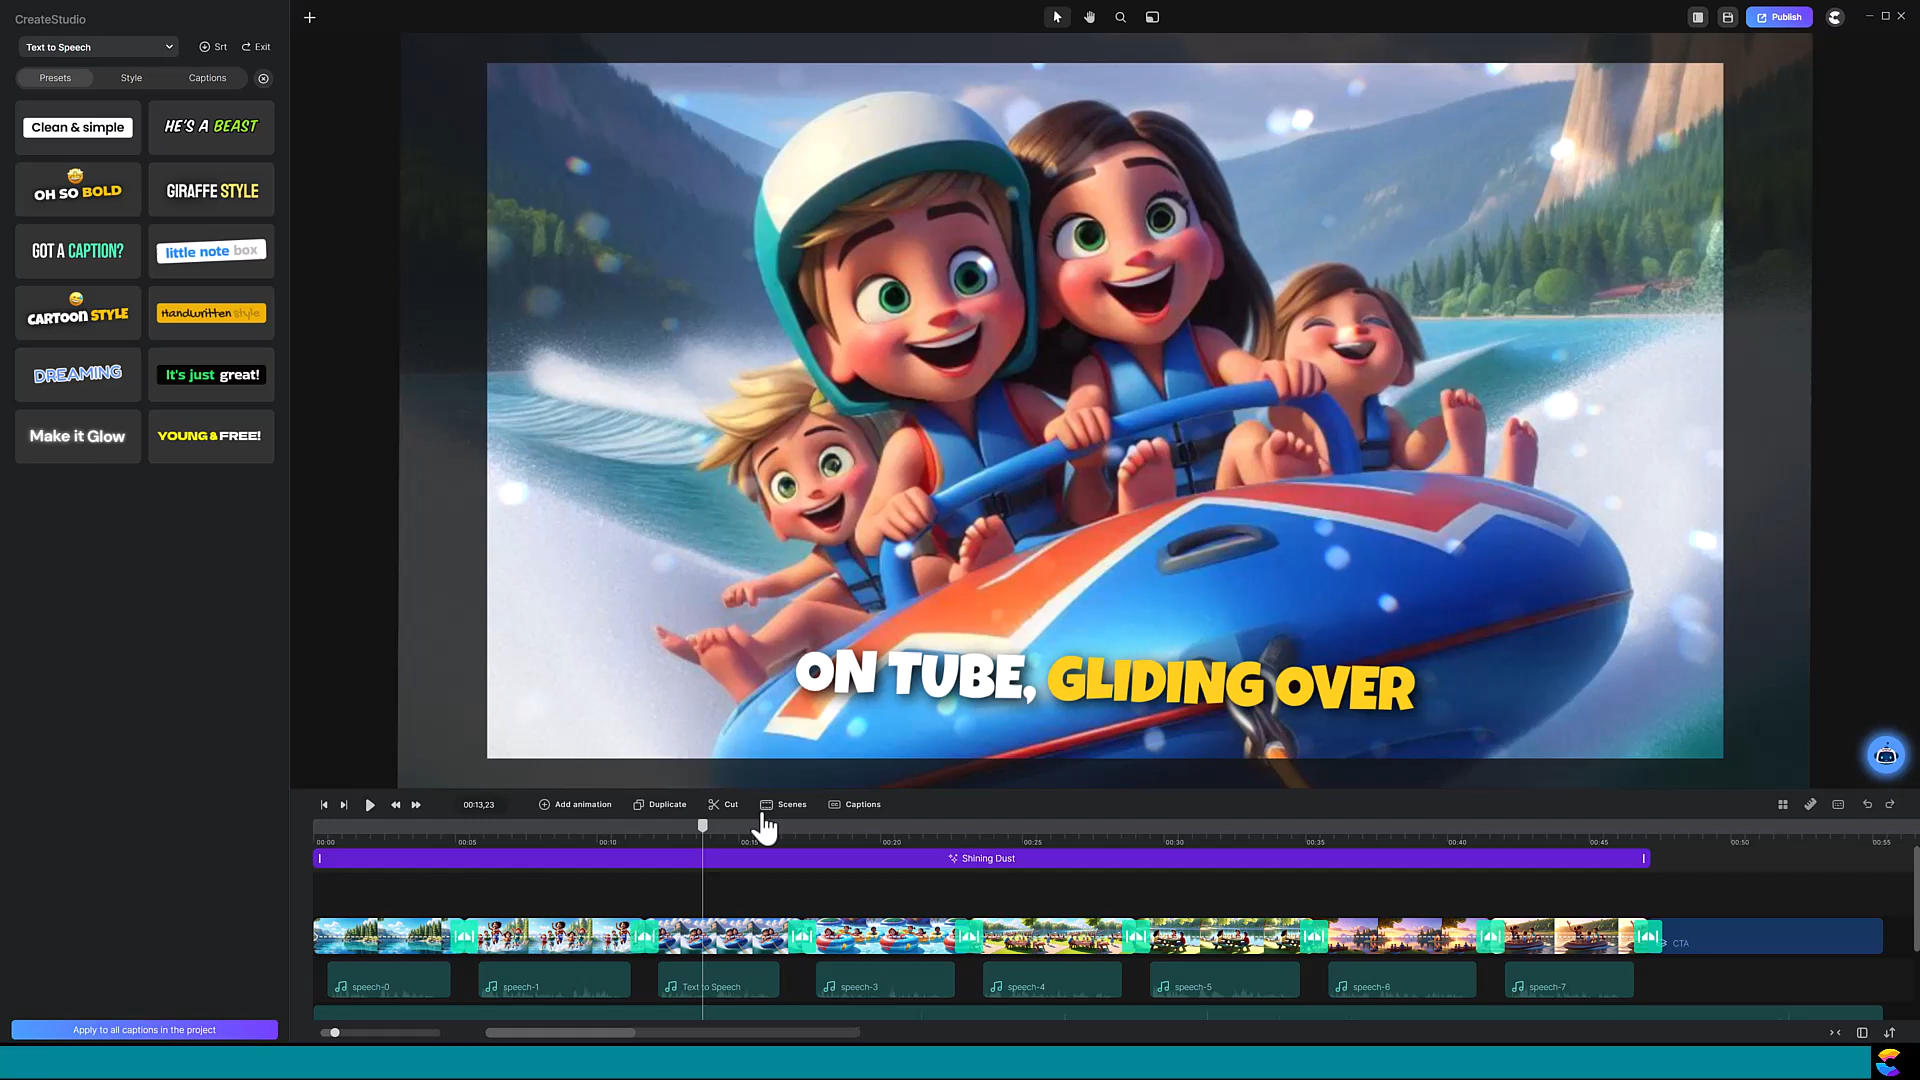 CreateStudio
Publish
Text to Speech
Srt
Exit
Presets
Style
Captions
Clean & simple
HE'S A BEAST
OH SO BOLD
GIRAFFE STYLE
GOT A CAPTION?
little note box
CARTOON STYLE
Handwritten style
DREAMING
It's just great!
Make it Glow
YOUNG & FREE!
ON TUBE, GLIDING OVER
00:13,23
Add animation
Duplicate
Cut
Scenes
Captions
00:00
00:05
00:10
00:15
00:20
00:25
00:30
00:35
00:40
00:45
00:50
00:55
Shining Dust
CTA
speech-0
speech-1
Text to Speech
speech-3
speech-4
speech-5
speech-6
speech-7
Apply to all captions in the project